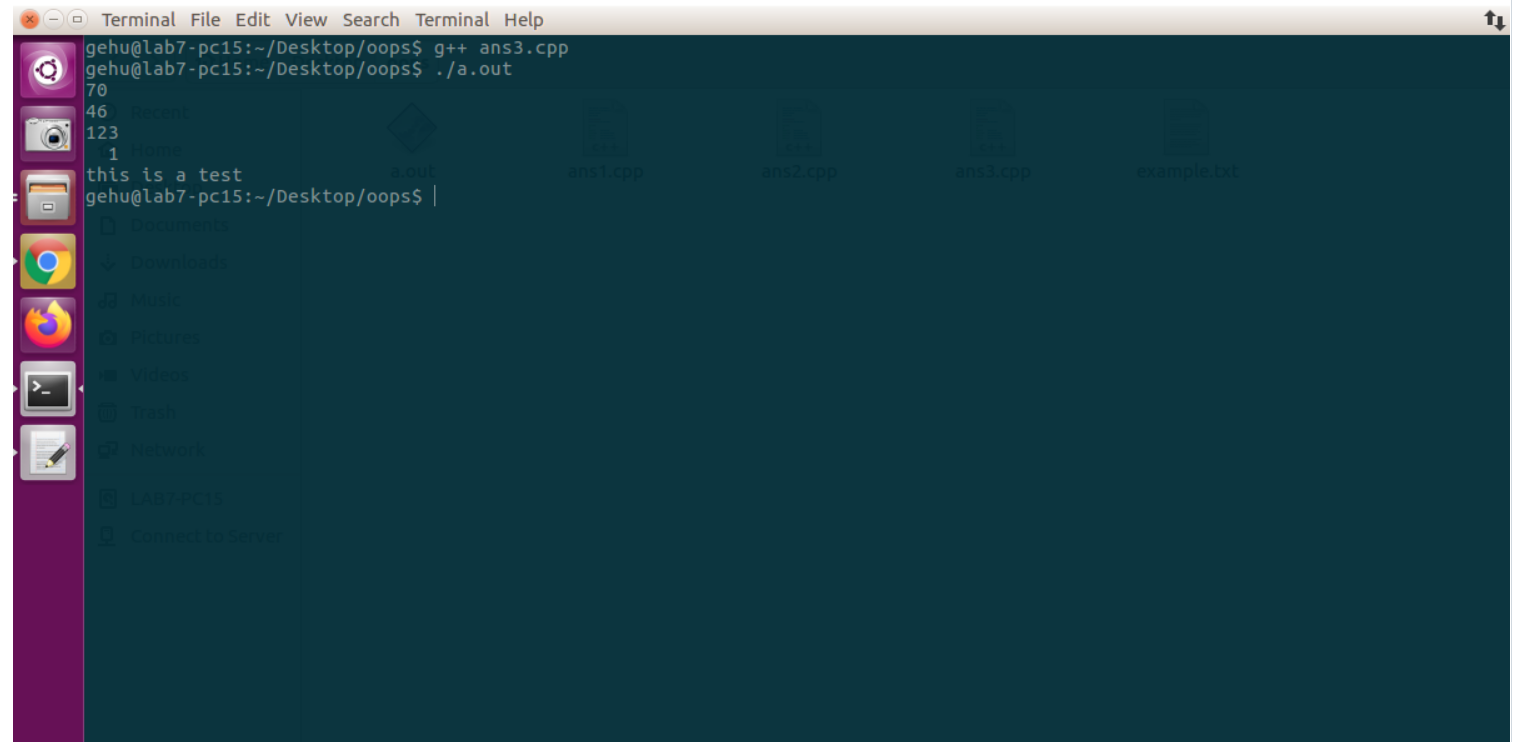 Terminal File Edit View Search Terminal Help
gehu@lab7-pc15:~/Desktop/oops$ g++ ans3.cpp
gehu@lab7-pc15:~/Desktop/oops$ ./a.out
70
46
123
  1
this is a test
gehu@lab7-pc15:~/Desktop/oops$
Recent
Home
a.out ans1.cpp ans2.cpp ans3.cpp example.txt
Documents
Downloads
Music
Pictures
Videos
Trash
Network
LAB7-PC15
Connect to Server